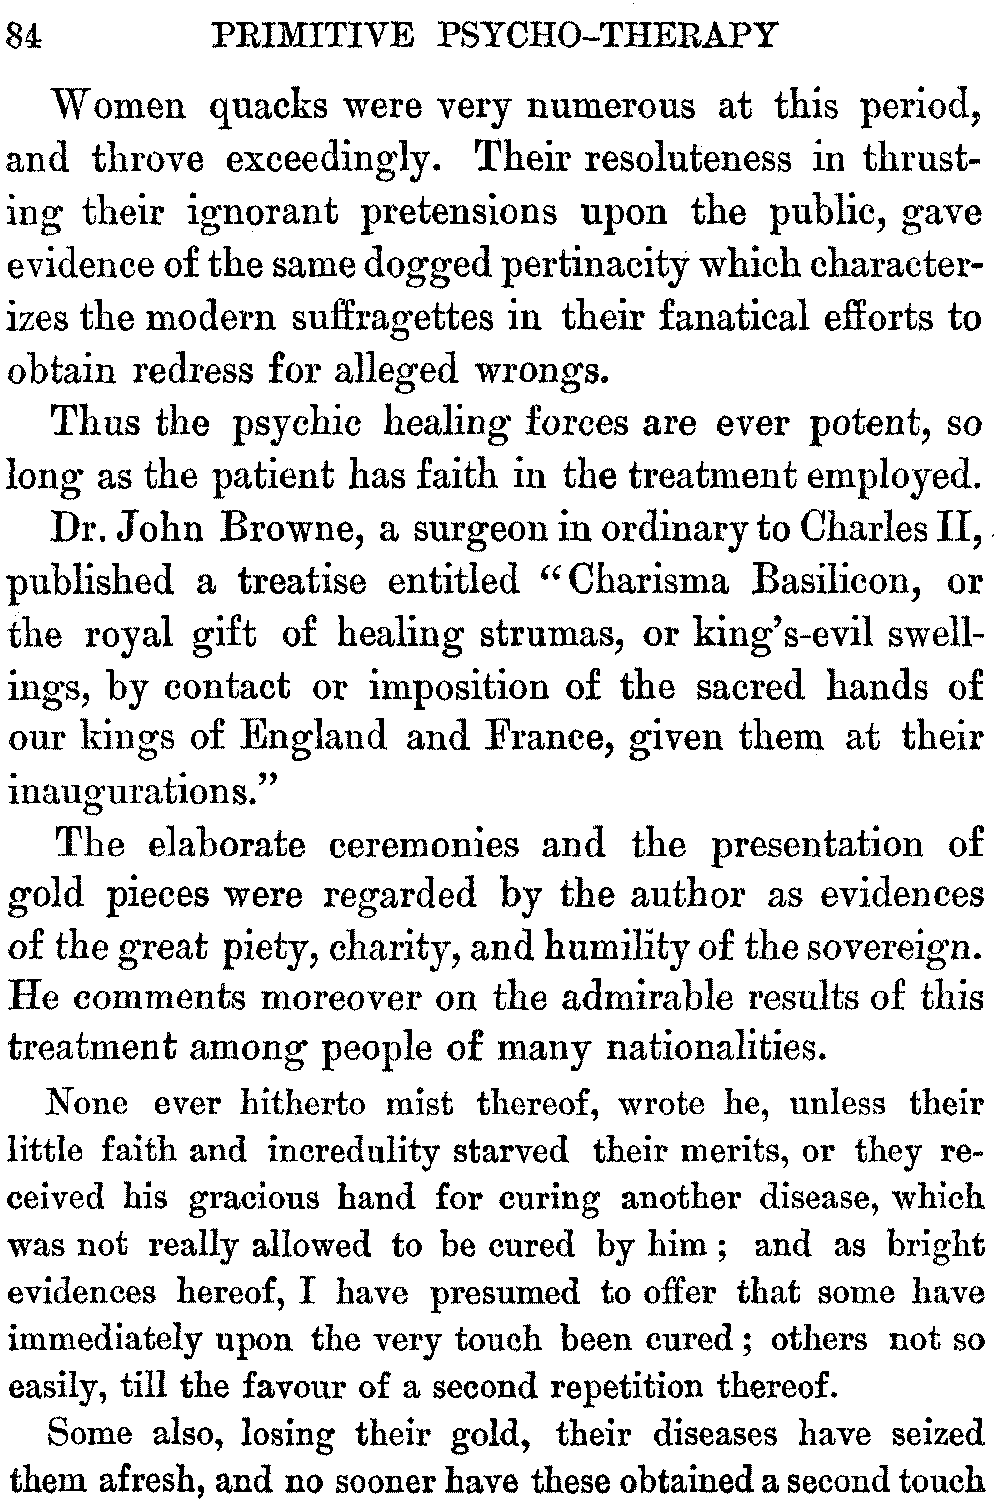 84 PRIMITIVE PSYCHO-THERAPY
Women quacks were very numerous at this period,
and throve exceedingly. Their resoluteness in thrust-
ing their ignorant pretensions upon the public, gave
evidence of the same dogged pertinacity which character-
izes the modern suffragettes in their fanatical efforts to
obtain redress for alleged wrongs.
Thus the psychic healing forces are ever potent, so
long as the patient has faith in the treatment employed.
Dr. John Browne, a surgeon in ordinary to Charles II,
published a treatise entitled “Charisma Basilicon, or
the royal gift of healing strumas, or king’s-evil swell-
ings, by contact or imposition of the sacred hands of
our kings of England and France, given them at their
inaugurations.”
The elaborate ceremonies and the presentation of
gold pieces were regarded by the author as evidences
of the great piety, charity, and humility of the sovereign.
He comments moreover on the admirable results of this
treatment among people of many nationalities.
None ever hitherto mist thereof, wrote he, unless their
little faith and incredulity starved their merits, or they re-
ceived his gracious hand for curing another disease, which
was not really allowed to be cured by him ; and as bright
evidences hereof, I have presumed to offer that some have
immediately upon the very touch been cured ; others not so
easily, till the favour of a second repetition thereof.
Some also, losing their gold, their diseases have seized
them afresh, and no sooner have these obtained a second touch